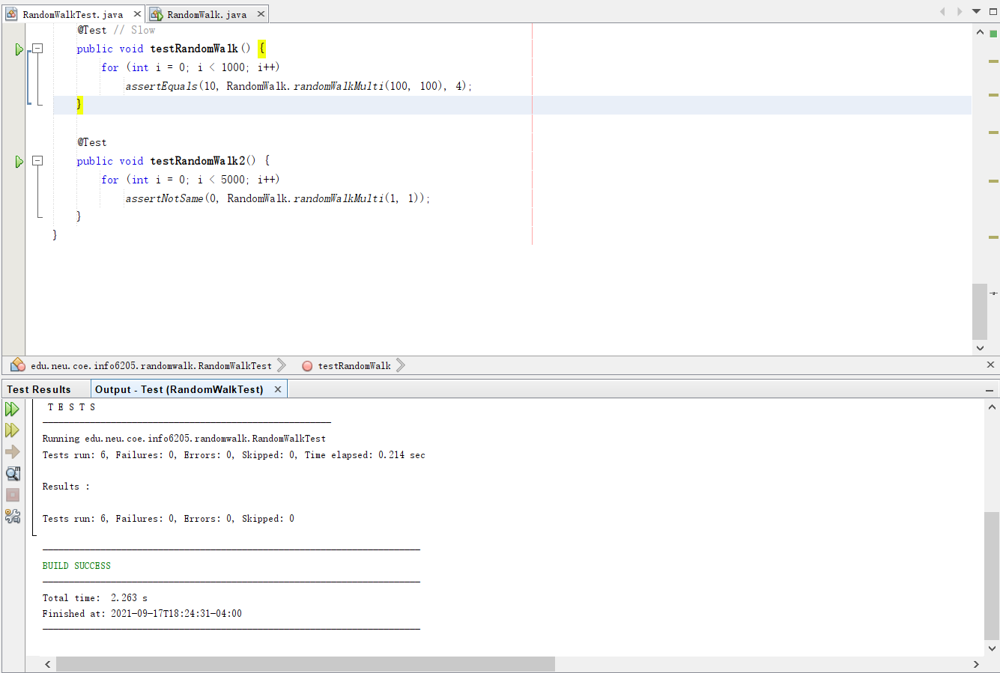 RandomWalkTest.java RandomWalk.java
@Test // Slow
public void testRandomWalk() {
for (int i = 0; i < 1000; i++)
assertEquals(10, RandomWalk.randomWalkMulti(100, 100), 4);
}
@Test
public void testRandomWalk2() {
for (int i = 0; i < 5000; i++)
assertNotSame(0, RandomWalk.randomWalkMulti(1, 1));
}
}
edu.neu.coe.info6205.randomwalk.RandomWalkTest testRandomWalk
Test Results Output - Test (RandomWalkTest)
T E S T S
Running edu.neu.coe.info6205.randomwalk.RandomWalkTest
Tests run: 6, Failures: 0, Errors: 0, Skipped: 0, Time elapsed: 0.214 sec
Results :
Tests run: 6, Failures: 0, Errors: 0, Skipped: 0
BUILD SUCCESS
Total time: 2.263 s
Finished at: 2021-09-17T18:24:31-04:00